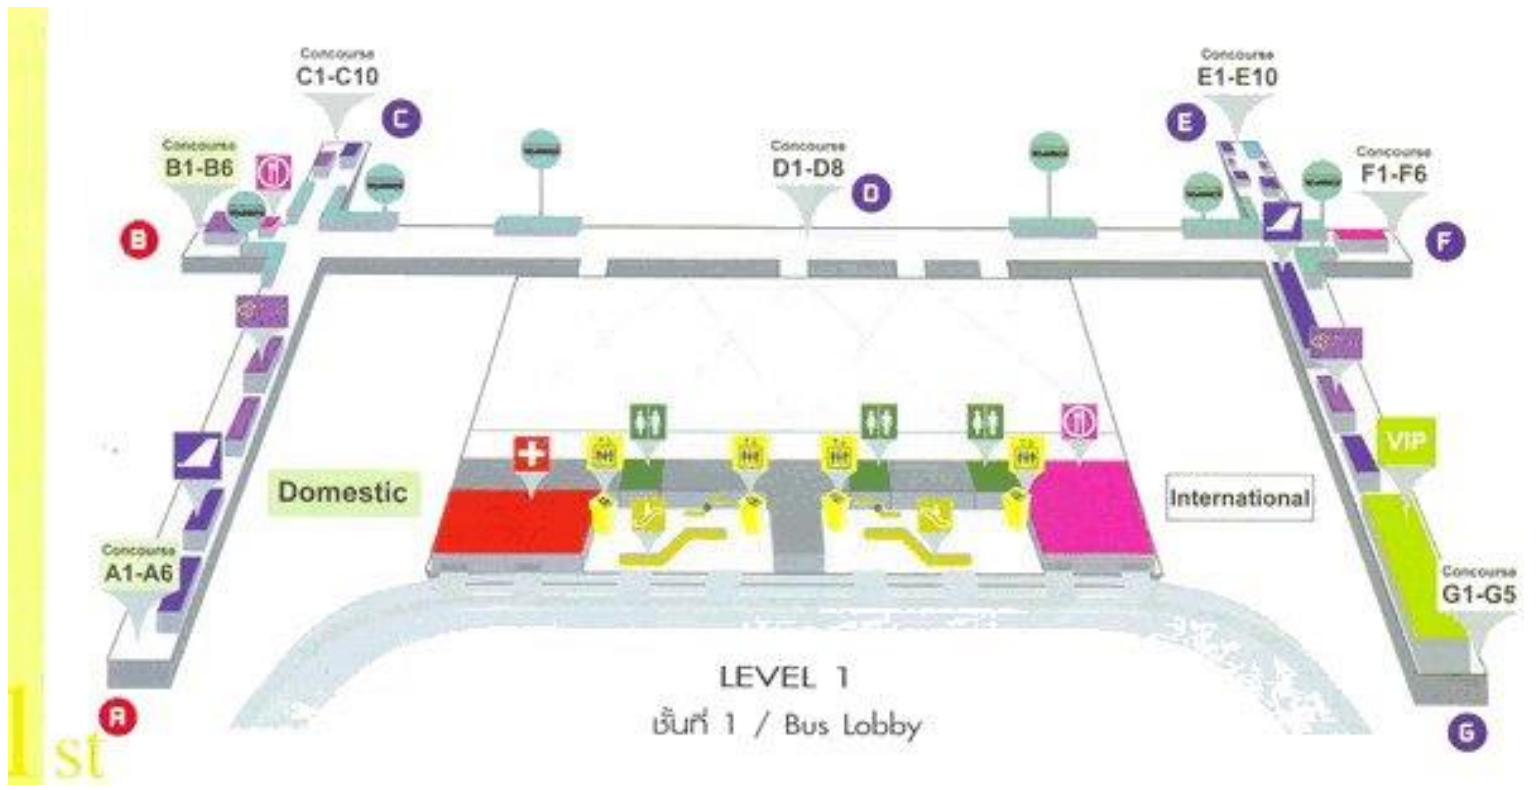 Concourse
C1-C10
C
Concourse
E1-E10
E
Concourse
B1-B6
B
Concourse
D1-D8
D
Concourse
F1-F6
F
Domestic
International
VIP
Concourse
A1-A6
A
Concourse
G1-G5
G
LEVEL 1
ชั้นที่ 1 / Bus Lobby
1st